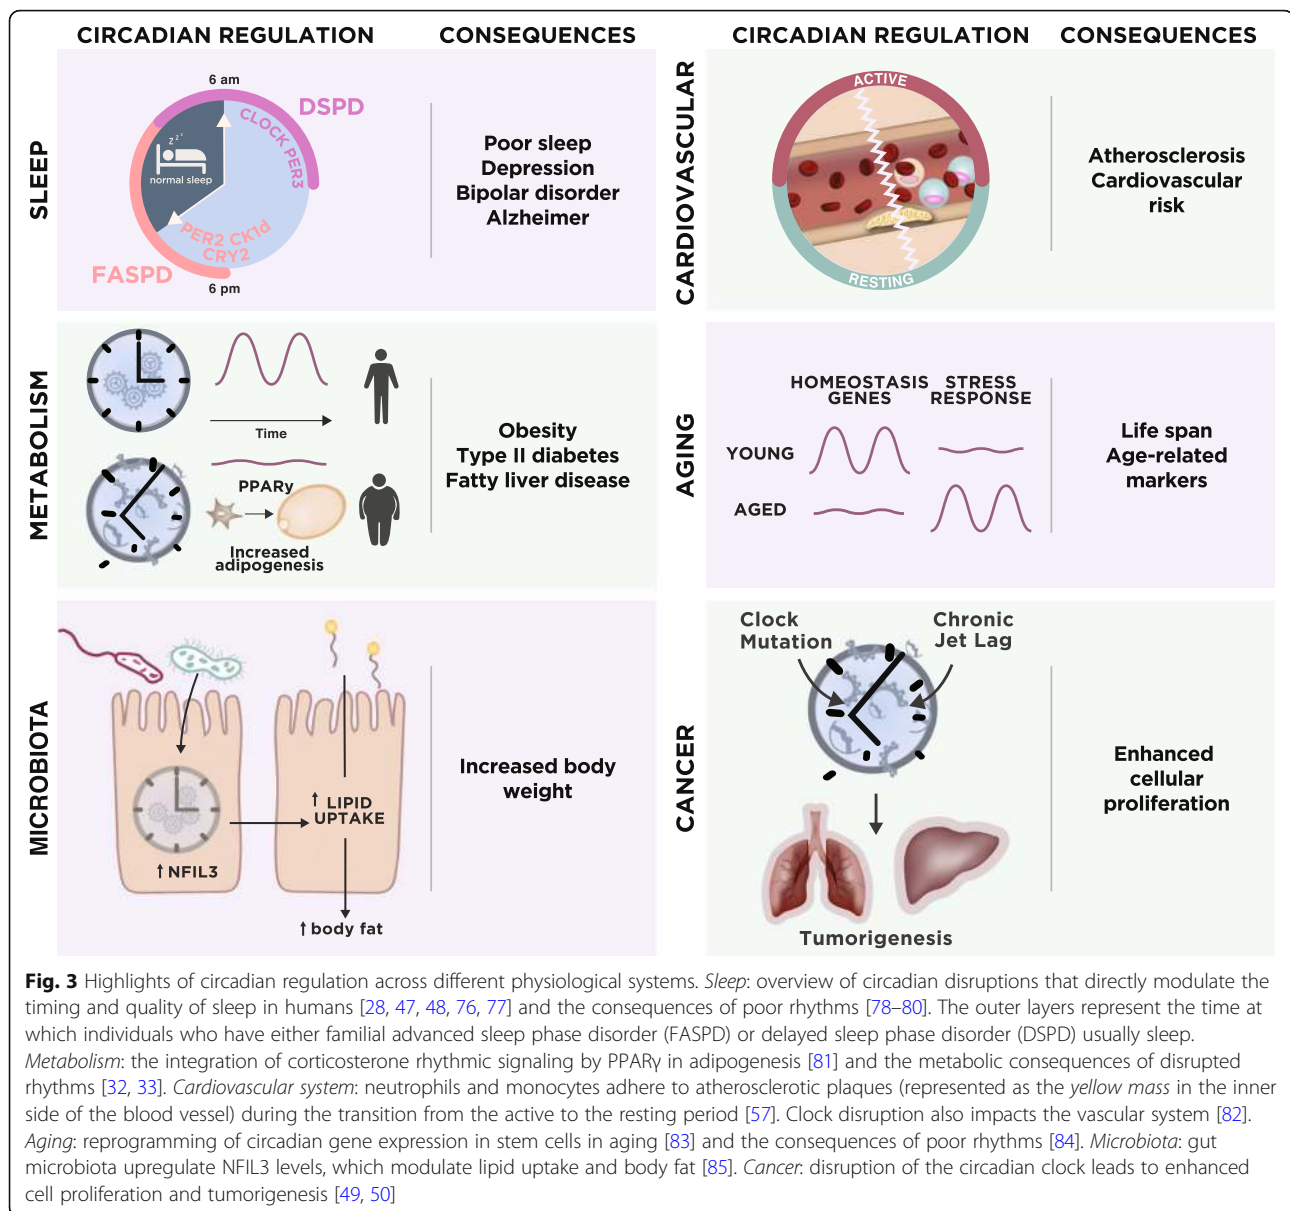 CIRCADIAN REGULATION
CONSEQUENCES
SLEEP
6 am
DSPD
CLOCK PER3
z z z
normal sleep
PER2 CK1d
CRY2
FASPD
6 pm
Poor sleep
Depression
Bipolar disorder
Alzheimer
METABOLISM
Time
PPARγ
Increased
adipogenesis
Obesity
Type II diabetes
Fatty liver disease
MICROBIOTA
↑ NFIL3
↑ LIPID
UPTAKE
↑ body fat
Increased body
weight
CIRCADIAN REGULATION
CONSEQUENCES
CARDIOVASCULAR
ACTIVE
RESTING
Atherosclerosis
Cardiovascular
risk
AGING
HOMEOSTASIS
GENES
STRESS
RESPONSE
YOUNG
AGED
Life span
Age-related
markers
CANCER
Clock
Mutation
Chronic
Jet Lag
Tumorigenesis
Enhanced
cellular
proliferation
Fig. 3 Highlights of circadian regulation across different physiological systems. Sleep: overview of circadian disruptions that directly modulate the
timing and quality of sleep in humans [28, 47, 48, 76, 77] and the consequences of poor rhythms [78–80]. The outer layers represent the time at
which individuals who have either familial advanced sleep phase disorder (FASPD) or delayed sleep phase disorder (DSPD) usually sleep.
Metabolism: the integration of corticosterone rhythmic signaling by PPARγ in adipogenesis [81] and the metabolic consequences of disrupted
rhythms [32, 33]. Cardiovascular system: neutrophils and monocytes adhere to atherosclerotic plaques (represented as the yellow mass in the inner
side of the blood vessel) during the transition from the active to the resting period [57]. Clock disruption also impacts the vascular system [82].
Aging: reprogramming of circadian gene expression in stem cells in aging [83] and the consequences of poor rhythms [84]. Microbiota: gut
microbiota upregulate NFIL3 levels, which modulate lipid uptake and body fat [85]. Cancer: disruption of the circadian clock leads to enhanced
cell proliferation and tumorigenesis [49, 50]